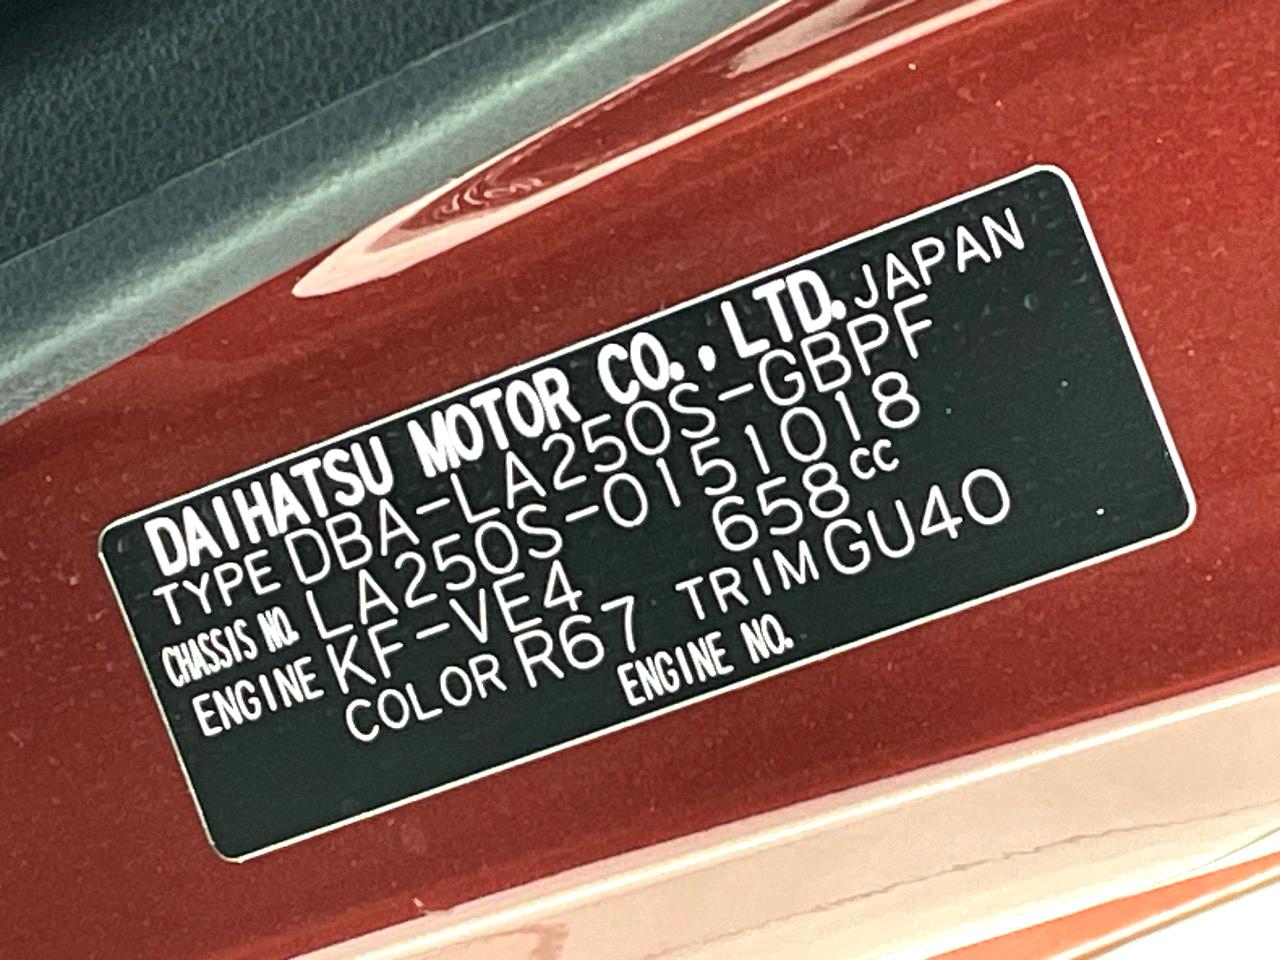 DAIHATSU MOTOR CO., LTD. JAPAN
TYPE DBA-LA250S-GBPF
CHASSIS NO. LA250S-0151018
ENGINE KF-VE4 658cc
COLOR R67 TRIM GU40
ENGINE NO.